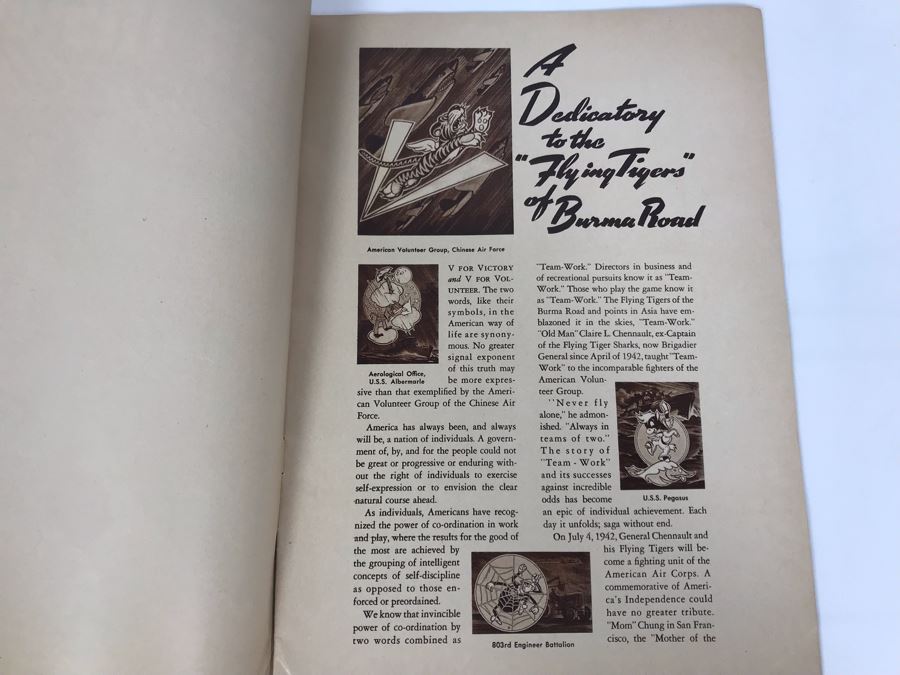 A
Dedicatory
to the
"Flying Tigers"
of
Burma Road
American Volunteer Group, Chinese Air Force
V FOR VICTORY
and V FOR VOL-
UNTEER. The two
words, like their
symbols, in the
American way of
life are synony-
mous. No greater
signal exponent
of this truth may
be more expres-
Aerological Office,
U.S.S. Albermarle
sive than that exemplified by the Ameri-
can Volunteer Group of the Chinese Air
Force.
America has always been, and always
will be, a nation of individuals. A govern-
ment of, by, and for the people could not
be great or progressive or enduring with-
out the right of individuals to exercise
self-expression or to envision the clear
natural course ahead.
As individuals, Americans have recog-
nized the power of co-ordination in work
and play, where the results for the good of
the most are achieved by
the grouping of intelligent
concepts of self-discipline
as opposed to those en-
forced or preordained.
We know that invincible
power of co-ordination by
two words combined as
803rd Engineer Battalion
"Team-Work." Directors in business and
of recreational pursuits know it as "Team-
Work." Those who play the game know it
as "Team-Work." The Flying Tigers of the
Burma Road and points in Asia have em-
blazoned it in the skies, "Team-Work."
"Old Man" Claire L. Chennault, ex-Captain
of the Flying Tiger Sharks, now Brigadier
General since April of 1942, taught "Team-
Work" to the incomparable fighters of the
American Volun-
teer Group.
"Never fly
alone," he admon-
ished. "Always in
teams of two."
The story of
"Team-Work"
and its successes
against incredible
odds has become
U.S.S. Pegasus
an epic of individual achievement. Each
day it unfolds; saga without end.
On July 4, 1942, General Chennault and
his Flying Tigers will be-
come a fighting unit of the
American Air Corps. A
commemorative of Ameri-
ca's Independence could
have no greater tribute.
"Mom" Chung in San Fran-
cisco, the "Mother of the